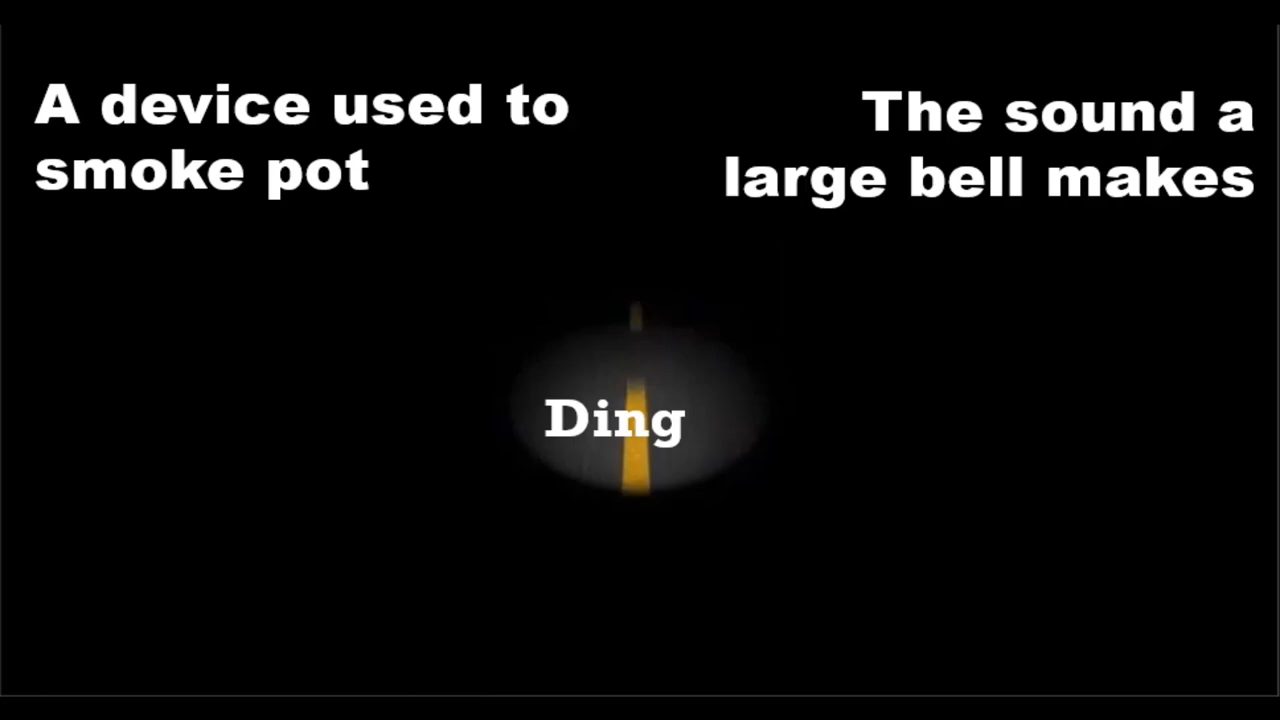 A device used to
smoke pot
The sound a
large bell makes
Ding